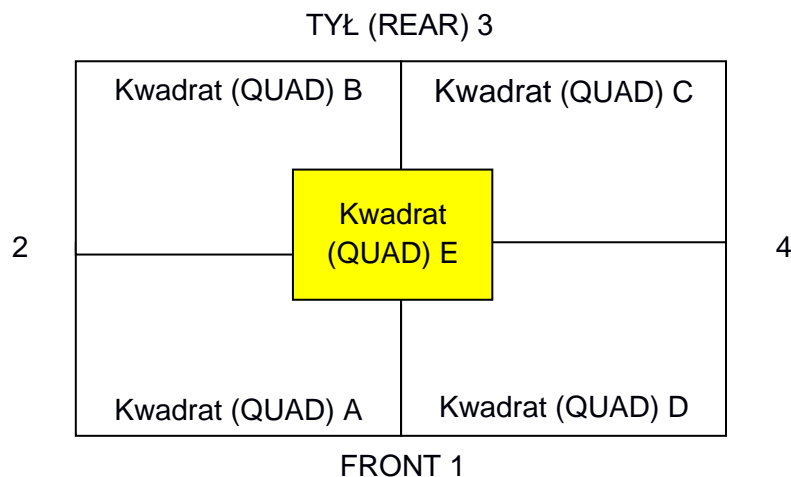 TYŁ (REAR) 3
Kwadrat (QUAD) B
Kwadrat (QUAD) C
Kwadrat
(QUAD) E
2
4
Kwadrat (QUAD) A
Kwadrat (QUAD) D
FRONT 1